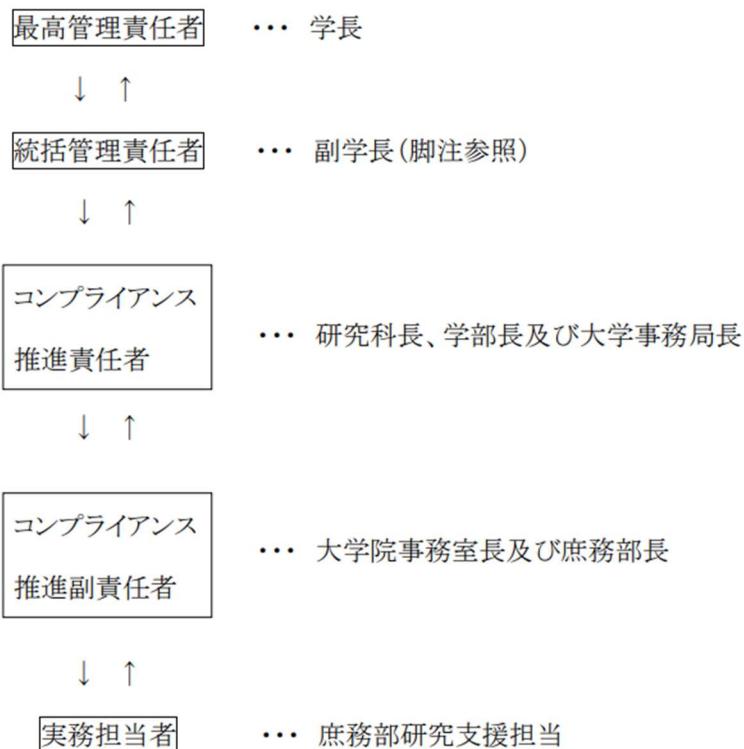 最高管理責任者 ・・・ 学長
↓ ↑
統括管理責任者 ・・・ 副学長(脚注参照)
↓ ↑
コンプライアンス
推進責任者
・・・ 研究科長、学部長及び大学事務局長
↓ ↑
コンプライアンス
推進副責任者
・・・ 大学院事務室長及び庶務部長
↓ ↑
実務担当者 ・・・ 庶務部研究支援担当